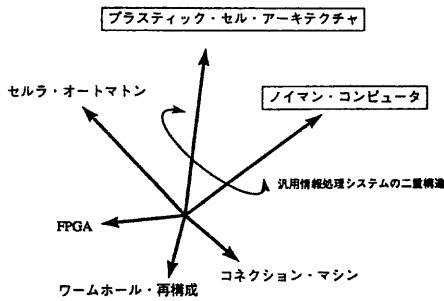 プラスティック・セル・アーキテクチャ
セルラ・オートマトン
ノイマン・コンピュータ
汎用情報処理システムの二重構造
FPGA
コネクション・マシン
ワームホール・再構成